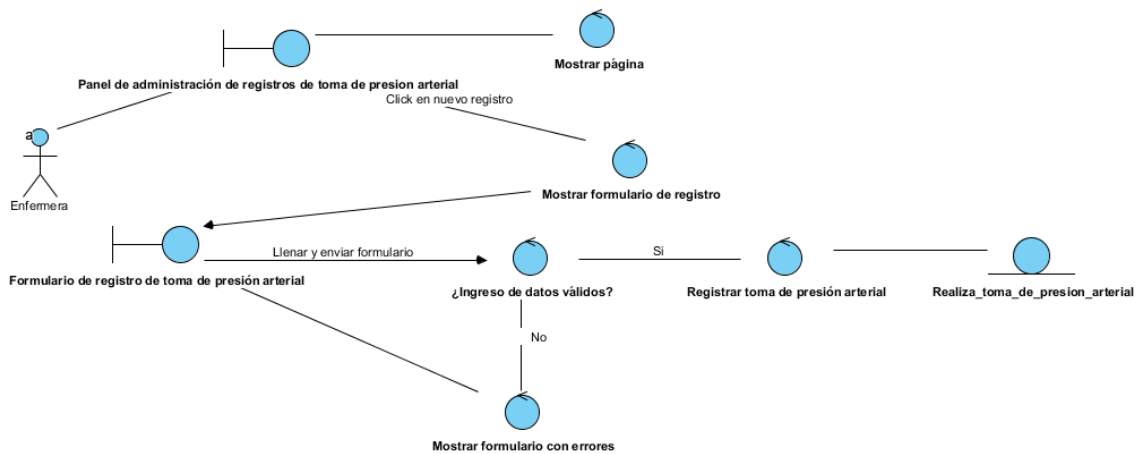 Mostrar página
Panel de administración de registros de toma de presion arterial
Click en nuevo registro
a
Enfermera
Mostrar formulario de registro
Llenar y enviar formulario
Si
Formulario de registro de toma de presión arterial
¿Ingreso de datos válidos?
Registrar toma de presión arterial
Realiza_toma_de_presion_arterial
No
Mostrar formulario con errores